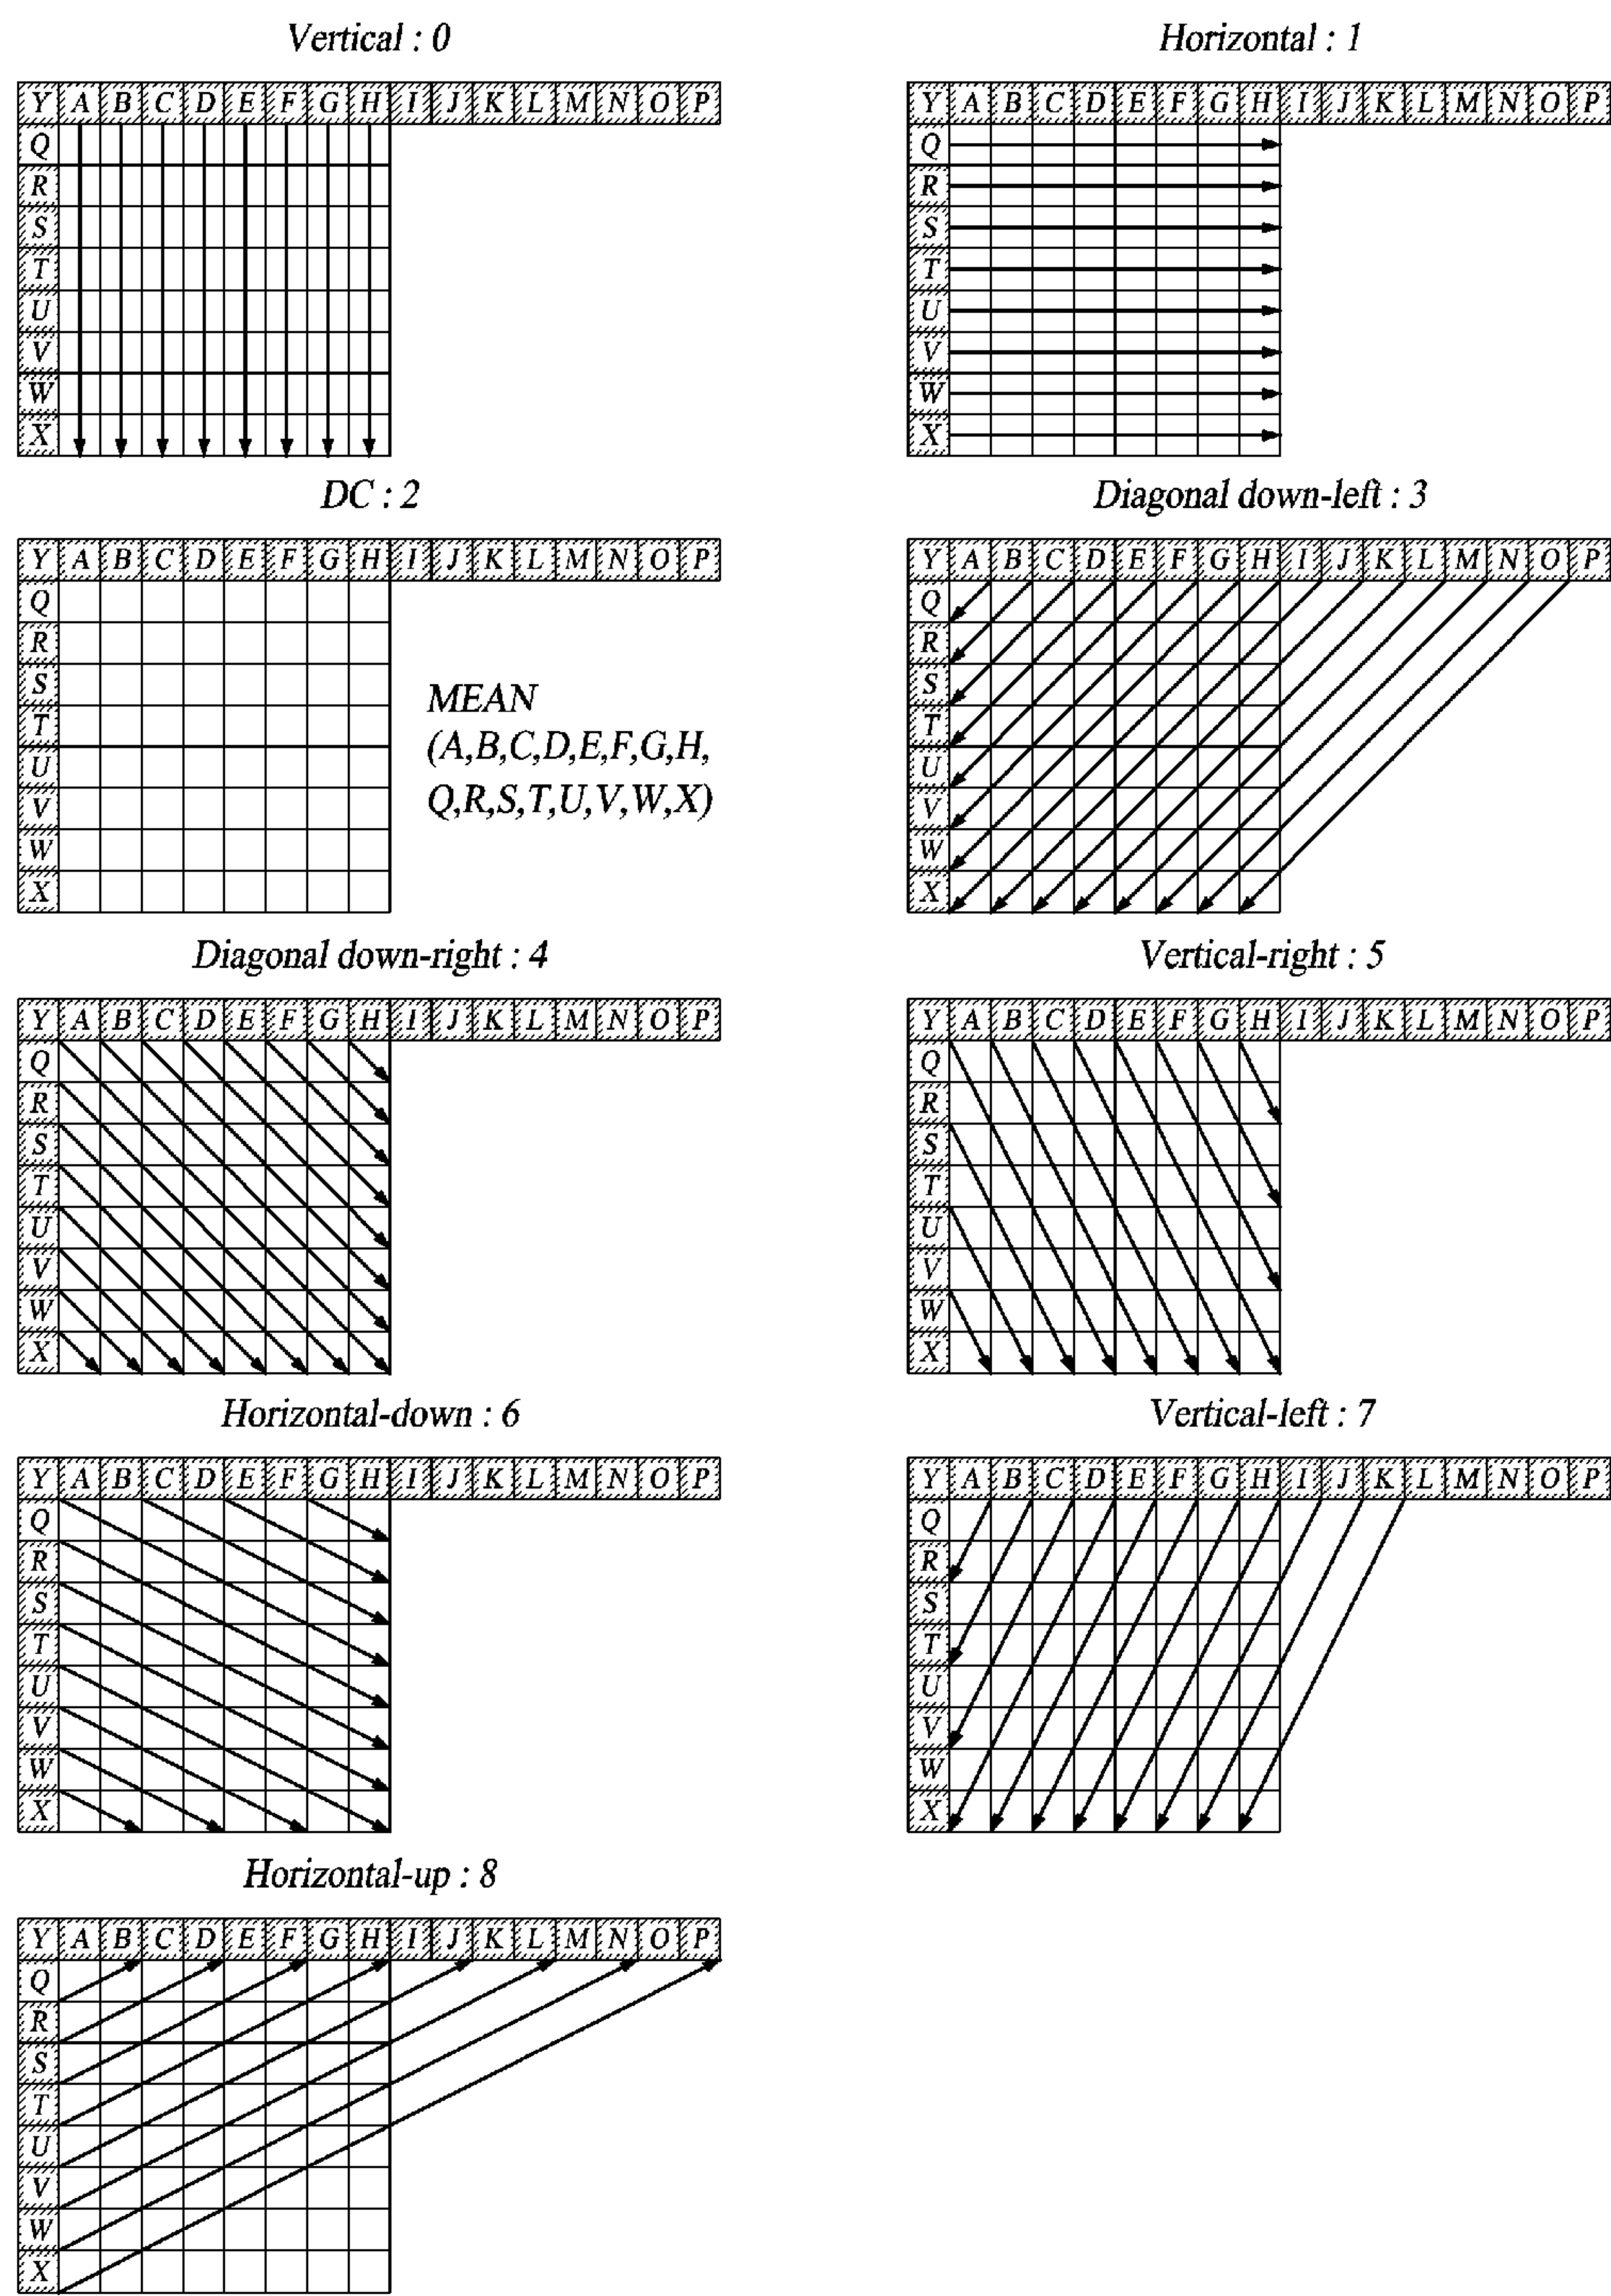 Vertical : 0
Y A B C D E F G H I J K L M N O P
Q
R
S
T
U
V
W
X
Horizontal : 1
Y A B C D E F G H I J K L M N O P
Q
R
S
T
U
V
W
X
DC : 2
Y A B C D E F G H I J K L M N O P
Q
R
S
T
U
V
W
X
MEAN
(A,B,C,D,E,F,G,H,
Q,R,S,T,U,V,W,X)
Diagonal down-left : 3
Y A B C D E F G H I J K L M N O P
Q
R
S
T
U
V
W
X
Diagonal down-right : 4
Y A B C D E F G H I J K L M N O P
Q
R
S
T
U
V
W
X
Vertical-right : 5
Y A B C D E F G H I J K L M N O P
Q
R
S
T
U
V
W
X
Horizontal-down : 6
Y A B C D E F G H I J K L M N O P
Q
R
S
T
U
V
W
X
Vertical-left : 7
Y A B C D E F G H I J K L M N O P
Q
R
S
T
U
V
W
X
Horizontal-up : 8
Y A B C D E F G H I J K L M N O P
Q
R
S
T
U
V
W
X